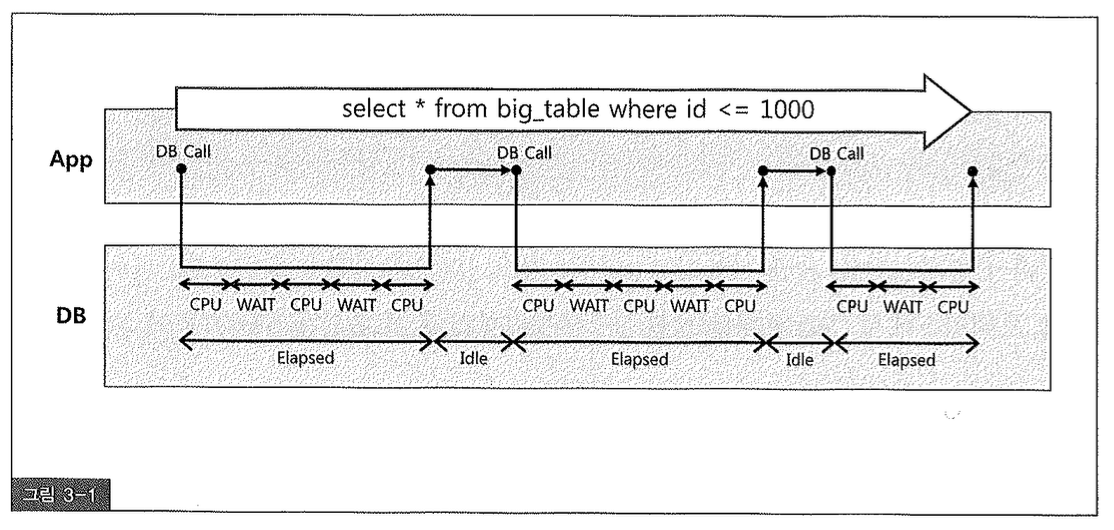 select * from big_table where id <= 1000
App
DB Call
DB Call
DB Call
DB
CPU
WAIT
CPU
WAIT
CPU
CPU
WAIT
CPU
WAIT
CPU
CPU
WAIT
CPU
Elapsed
Idle
Elapsed
Idle
Elapsed
그림 3-1